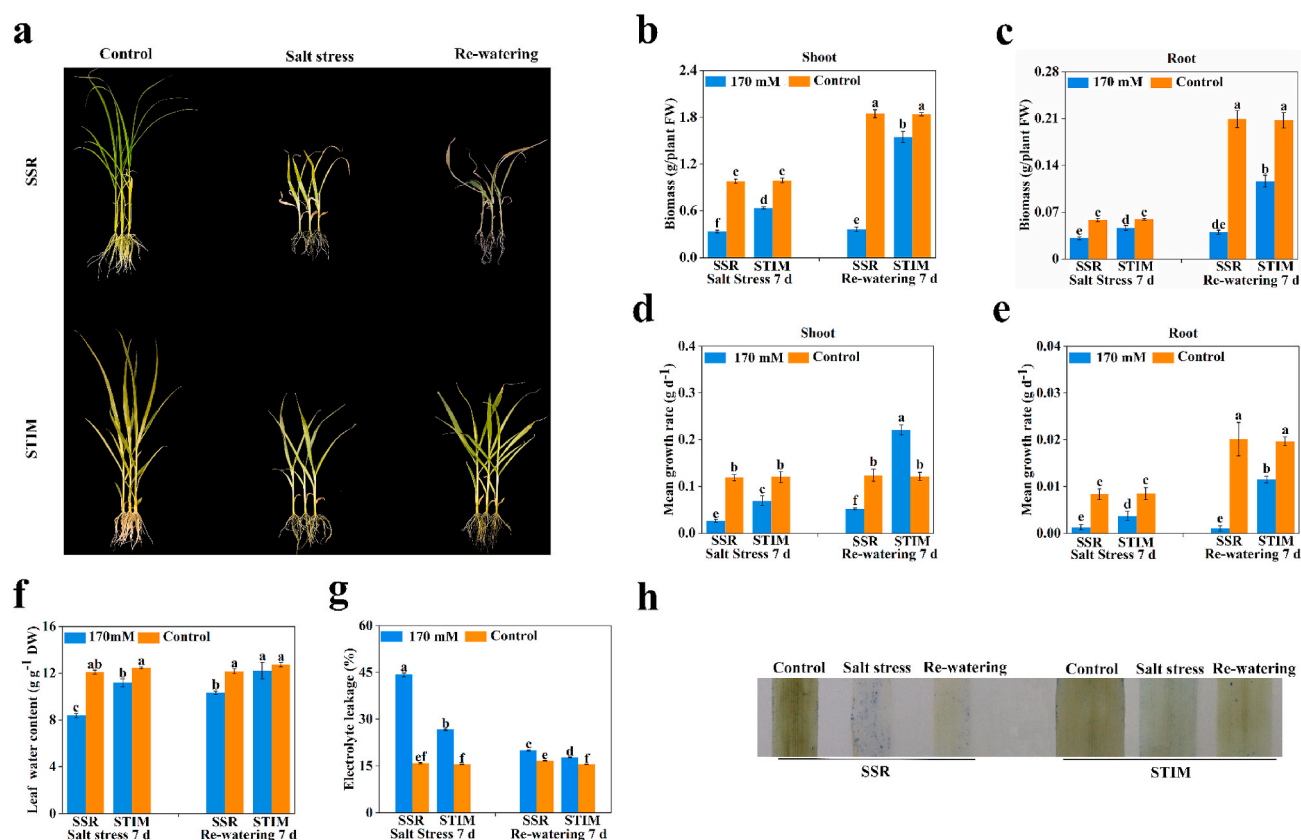 a
Control Salt stress Re-watering
SSR
STIM
b
Shoot
170 mM Control
Biomass (g/plant FW)
2.4
1.8
1.2
0.6
0.0
f e d e e a b a
SSR STIM SSR STIM
Salt Stress 7 d Re-watering 7 d
c
Root
170 mM Control
Biomass (g/plant FW)
0.28
0.21
0.14
0.07
0.00
e c d c de a b a
SSR STIM SSR STIM
Salt Stress 7 d Re-watering 7 d
d
Shoot
170 mM Control
Mean growth rate (g d-1)
0.4
0.3
0.2
0.1
0.0
e b c b f b a b
SSR STIM SSR STIM
Salt Stress 7 d Re-watering 7 d
e
Root
170 mM Control
Mean growth rate (g d-1)
0.04
0.03
0.02
0.01
0.00
e c d c e a b a
SSR STIM SSR STIM
Salt Stress 7 d Re-watering 7 d
f
170mM Control
Leaf water content (g g-1 DW)
16
12
8
4
0
c ab b a b a a a
SSR STIM SSR STIM
Salt stress 7 d Re-watering 7 d
g
170 mM Control
Electrolyte leakage (%)
60
45
30
15
0
a ef b f c e d f
SSR STIM SSR STIM
Salt Stress 7 d Re-watering 7 d
h
Control Salt stress Re-watering Control Salt stress Re-watering
SSR STIM